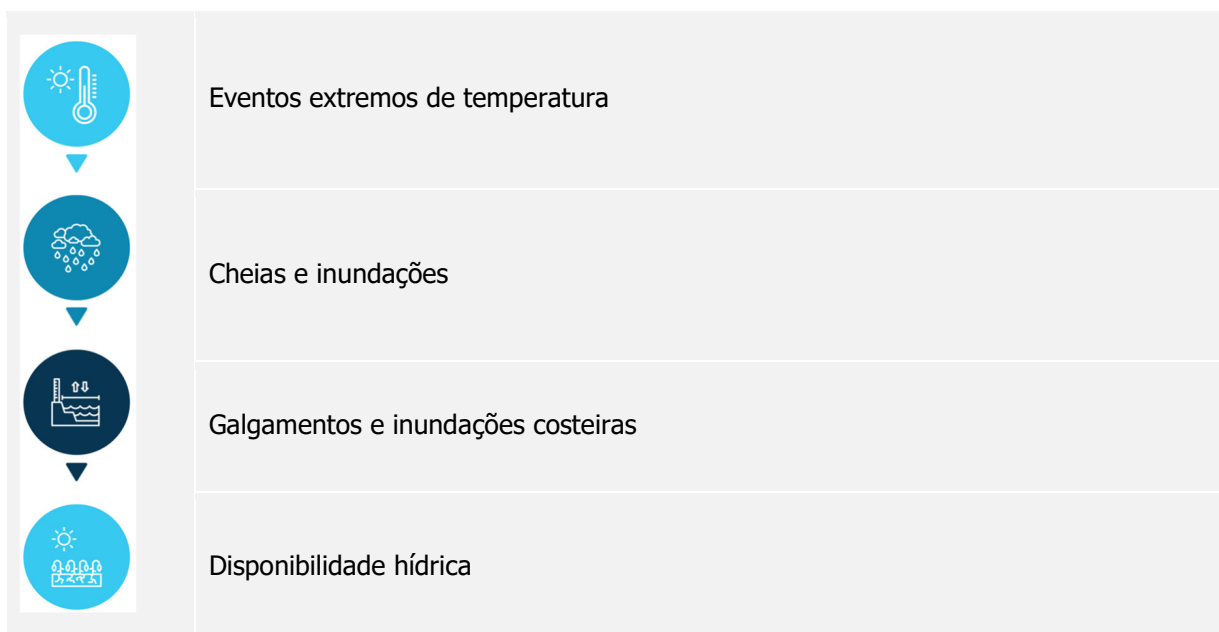 Eventos extremos de temperatura
Cheias e inundações
Galgamentos e inundações costeiras
Disponibilidade hídrica